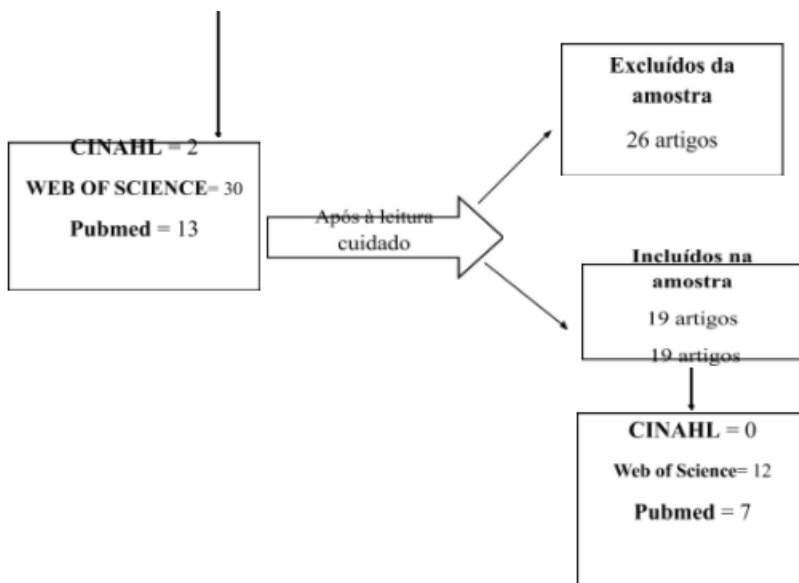 CINAHL = 2
WEB OF SCIENCE= 30
Pubmed = 13
Após à leitura
cuidado
Excluídos da
amostra
26 artigos
Incluídos na
amostra
19 artigos
19 artigos
CINAHL = 0
Web of Science= 12
Pubmed = 7